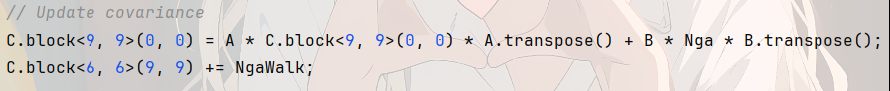 // Update covariance
C.block<9, 9>(0, 0) = A * C.block<9, 9>(0, 0) * A.transpose() + B * Nga * B.transpose();
C.block<6, 6>(9, 9) += NgaWalk;